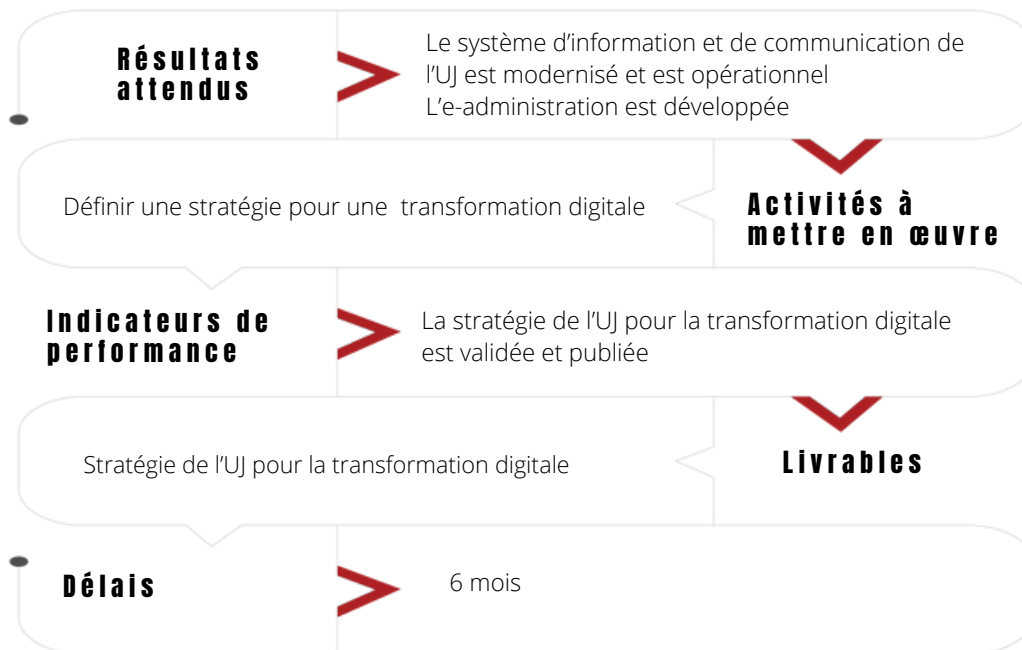 Résultats
attendus
Le système d’information et de communication de
l’UJ est modernisé et est opérationnel
L’e-administration est développée
Définir une stratégie pour une transformation digitale
Activités à
mettre en œuvre
Indicateurs de
performance
La stratégie de l’UJ pour la transformation digitale
est validée et publiée
Stratégie de l’UJ pour la transformation digitale
Livrables
Délais
6 mois